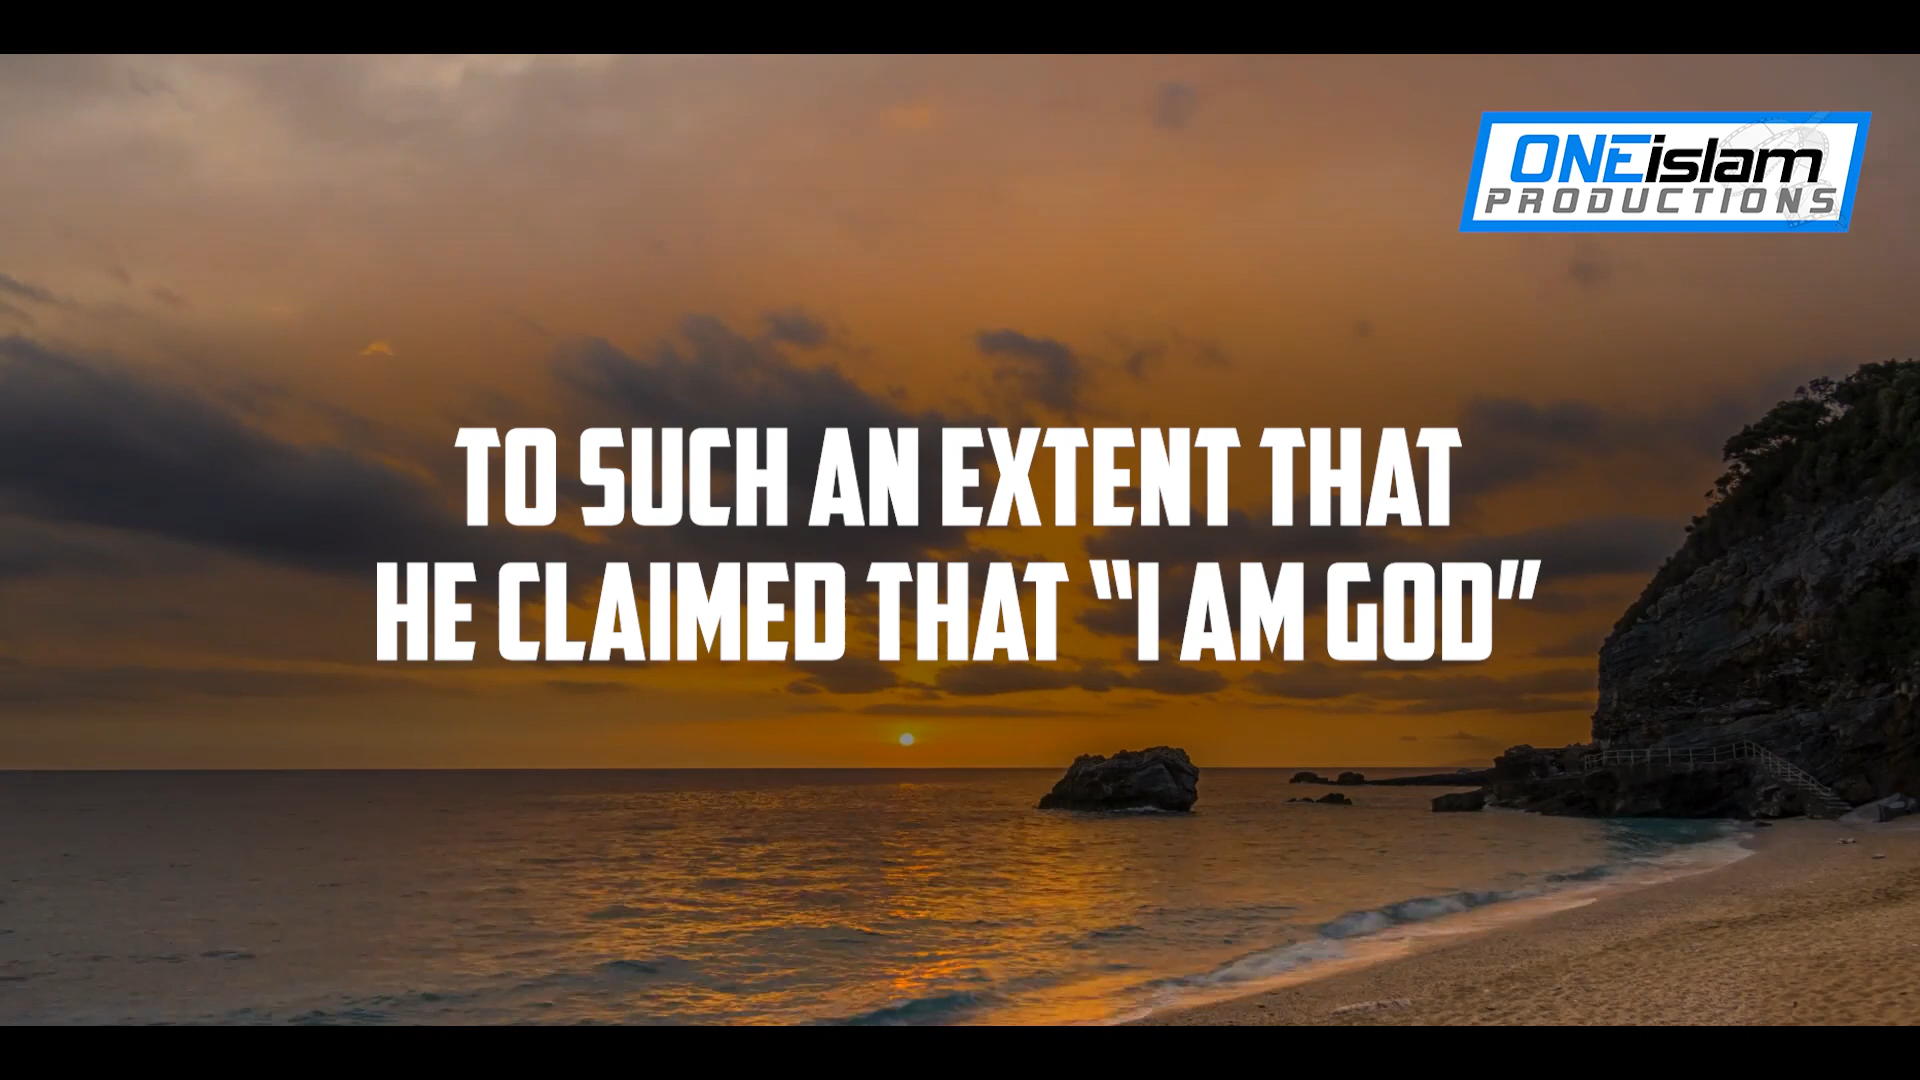 ONEislam
PRODUCTIONS
TO SUCH AN EXTENT THAT
HE CLAIMED THAT “I AM GOD”